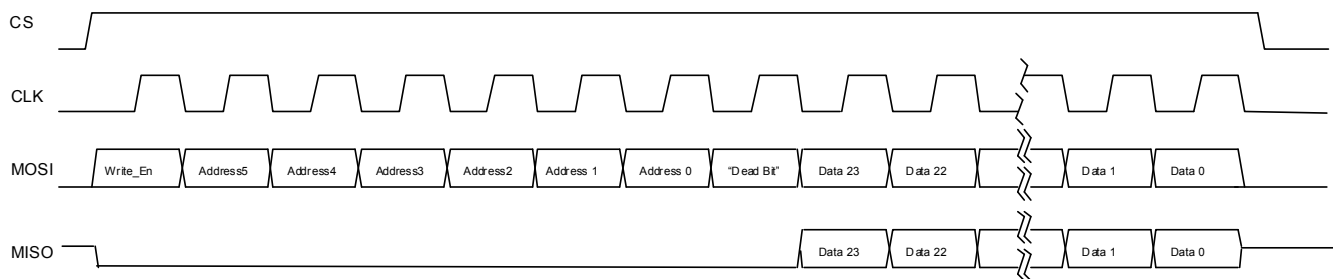 CS
CLK
MOSI Write_En Address5 Address4 Address3 Address2 Address 1 Address 0 “Dead Bit” Data 23 Data 22 Data 1 Data 0
MISO Data 23 Data 22 Data 1 Data 0